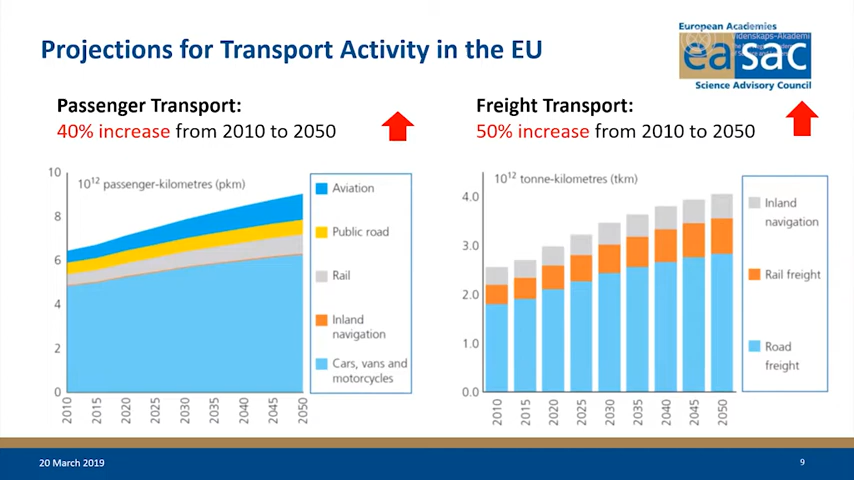 Projections for Transport Activity in the EU
European Academies
easac
Science Advisory Council
Passenger Transport:
40% increase from 2010 to 2050
Freight Transport:
50% increase from 2010 to 2050
10
8
6
4
2
0
10¹² passenger-kilometres (pkm)
2010
2015
2020
2025
2030
2035
2040
2045
2050
Aviation
Public road
Rail
Inland
navigation
Cars, vans and
motorcycles
4.0
3.0
2.0
1.0
0.0
10¹² tonne-kilometres (tkm)
2010
2015
2020
2025
2030
2035
2040
2045
2050
Inland
navigation
Rail freight
Road
freight
20 March 2019
9